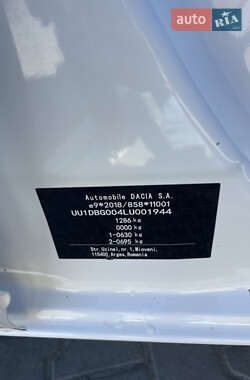 AUTO RIA
Automobile DACIA S.A.
e9*2018/858*11001
UU1DBG004LU001944
1286 kg
0000 kg
1-0630 kg
2-0695 kg
Str.Uzinei,nr.1,Mioveni,
115400,Arges,Romania